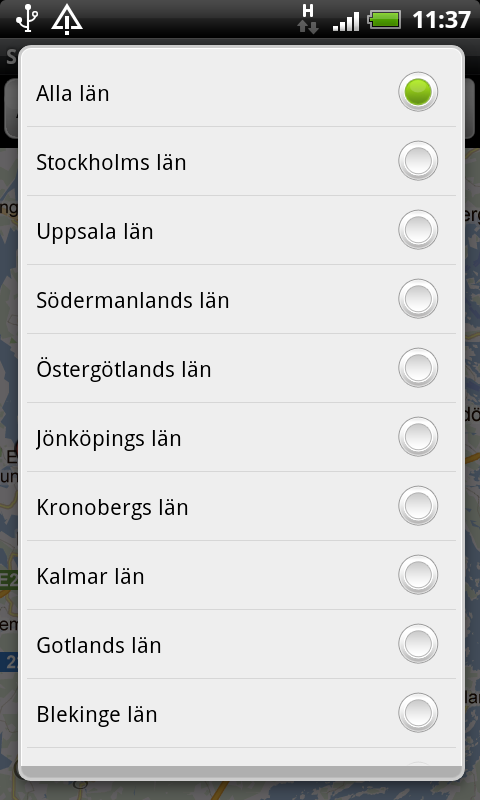 H
11:37
S
Alla län
Stockholms län
Uppsala län
Södermanlands län
Östergötlands län
Jönköpings län
Kronobergs län
Kalmar län
Gotlands län
Blekinge län